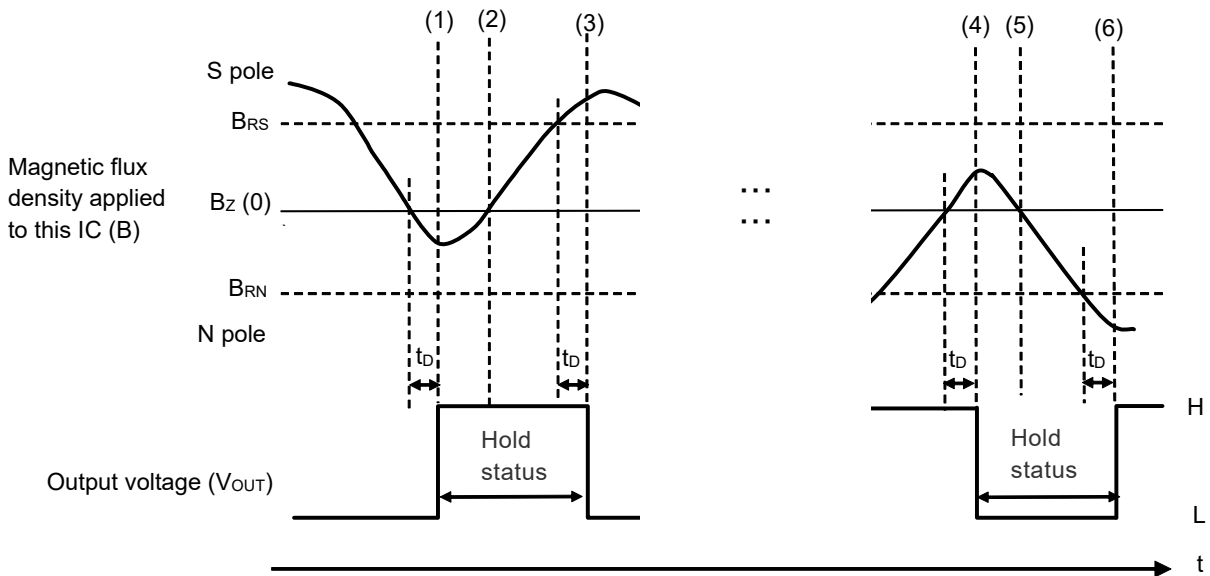 (1)
(2)
(3)
(4)
(5)
(6)
S pole
BRS
Magnetic flux
density applied
to this IC (B)
BZ (0)
...
...
BRN
N pole
tD
tD
tD
tD
H
Hold
status
Hold
status
Output voltage (VOUT)
L
t